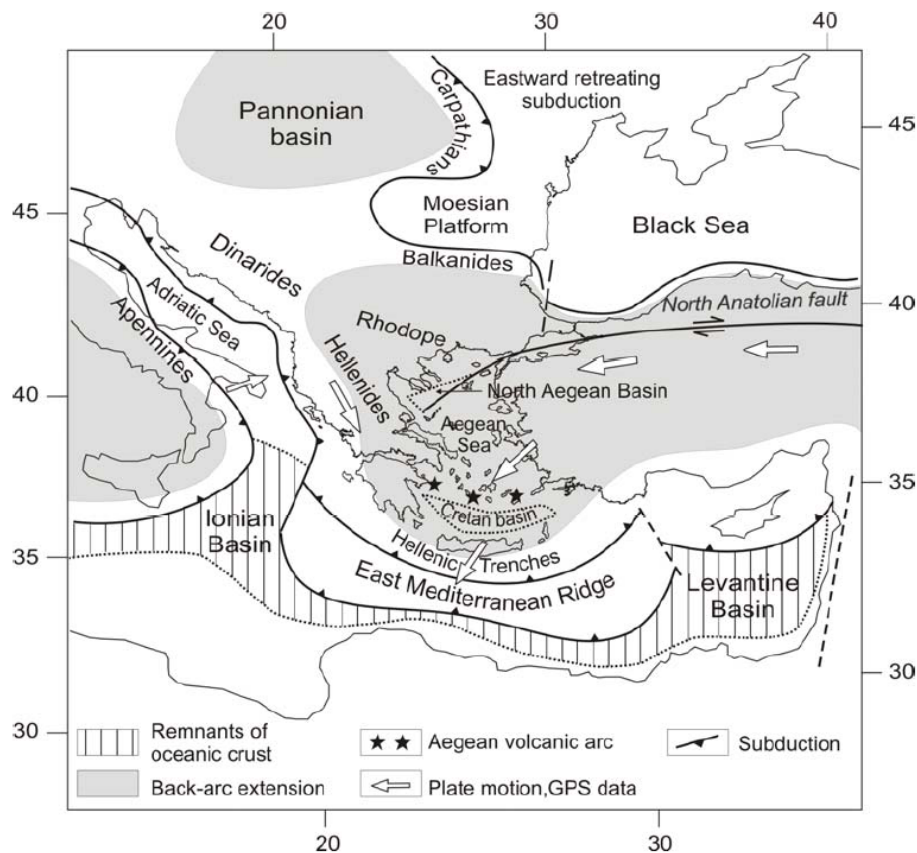 20
30
40
Pannonian
basin
Carpathians
Eastward retreating
subduction
45
Moesian
Platform
45
Black Sea
Dinarides
Balkanides
Adriatic Sea
Apennines
North Anatolian fault
40
Rhodope
Hellenides
40
North Aegean Basin
Aegean
Sea
35
Cretan basin
Ionian
Basin
Hellenic Trenches
35
East Mediterranean Ridge
Levantine
Basin
30
30
Remnants of
oceanic crust
Aegean volcanic arc
Subduction
Back-arc extension
Plate motion,GPS data
20
30